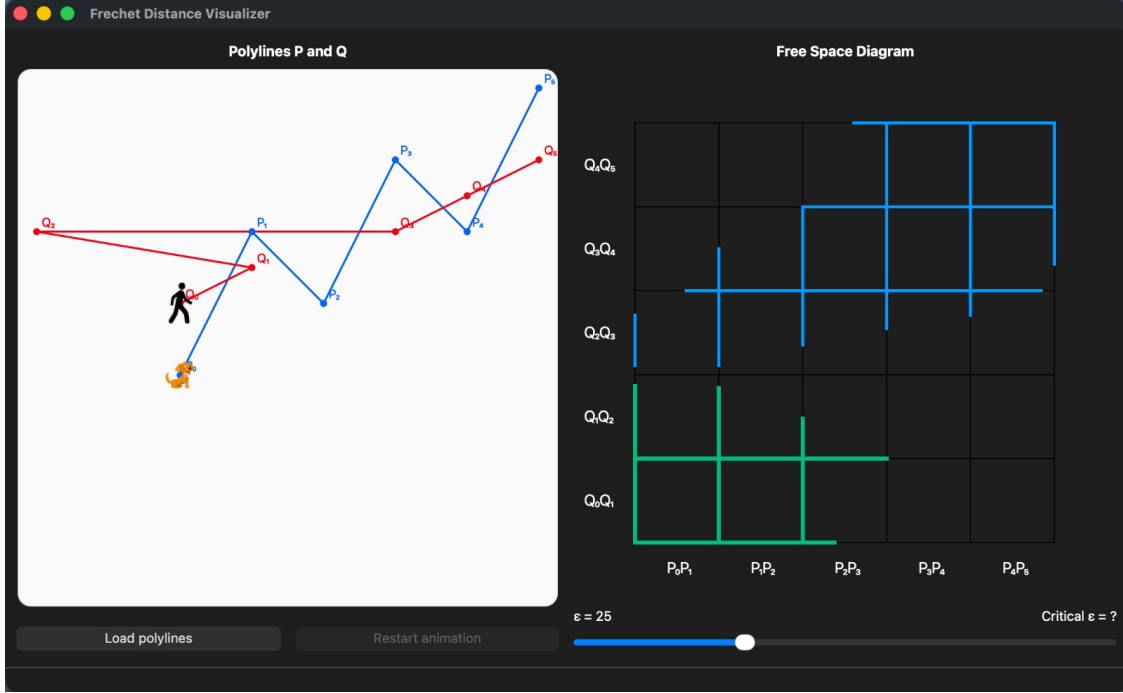 Frechet Distance Visualizer
Polylines P and Q
Free Space Diagram
P₅
P₃
Q₅
Q₄
Q₂
P₁
Q₃
P₄
Q₁
Q₀
P₂
Q₄Q₅
Q₃Q₄
Q₂Q₃
Q₁Q₂
Q₀Q₁
P₀P₁
P₁P₂
P₂P₃
P₃P₄
P₄P₅
ε = 25
Critical ε = ?
Load polylines
Restart animation